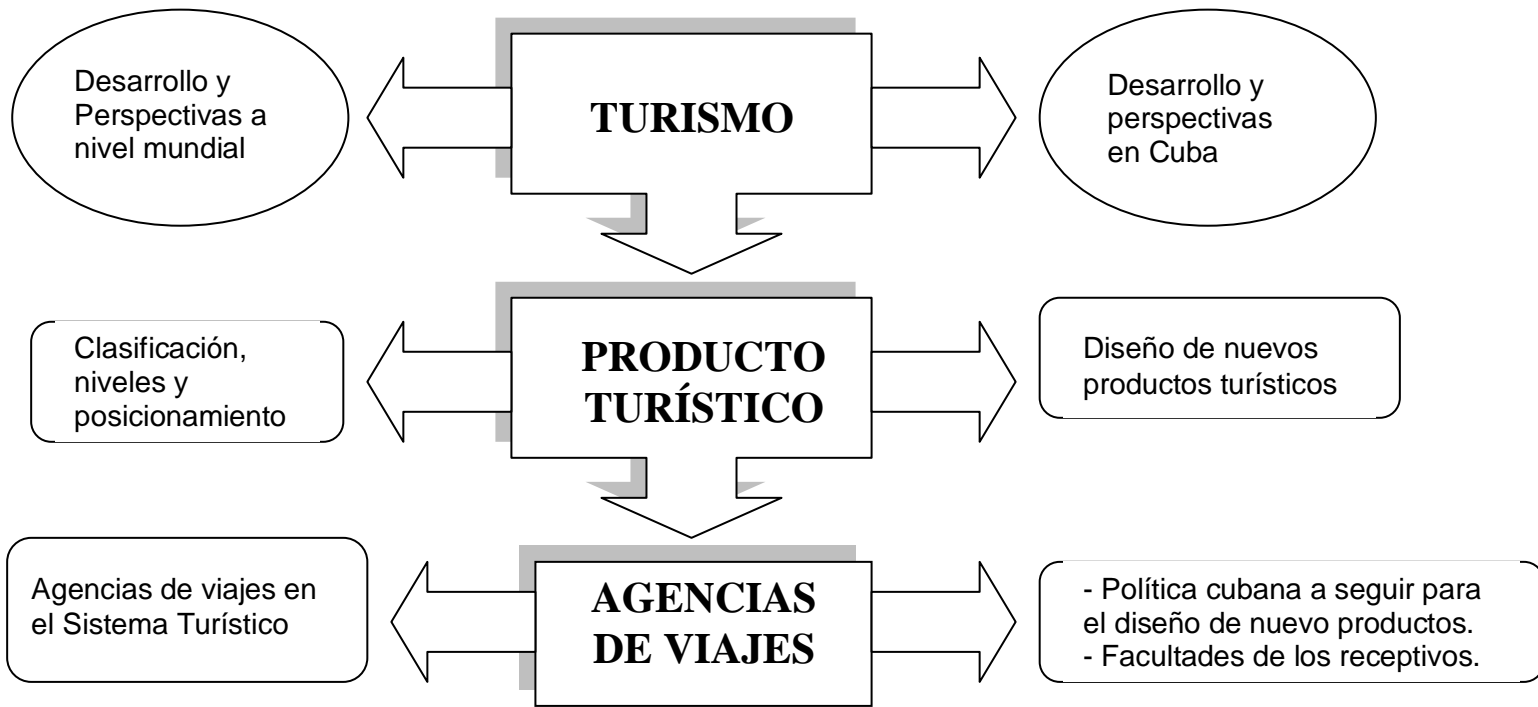 Desarrollo y
Perspectivas a
nivel mundial
TURISMO
Desarrollo y
perspectivas
en Cuba
Clasificación,
niveles y
posicionamiento
PRODUCTO
TURÍSTICO
Diseño de nuevos
productos turísticos
Agencias de viajes en
el Sistema Turístico
AGENCIAS
DE VIAJES
- Política cubana a seguir para
el diseño de nuevo productos.
- Facultades de los receptivos.